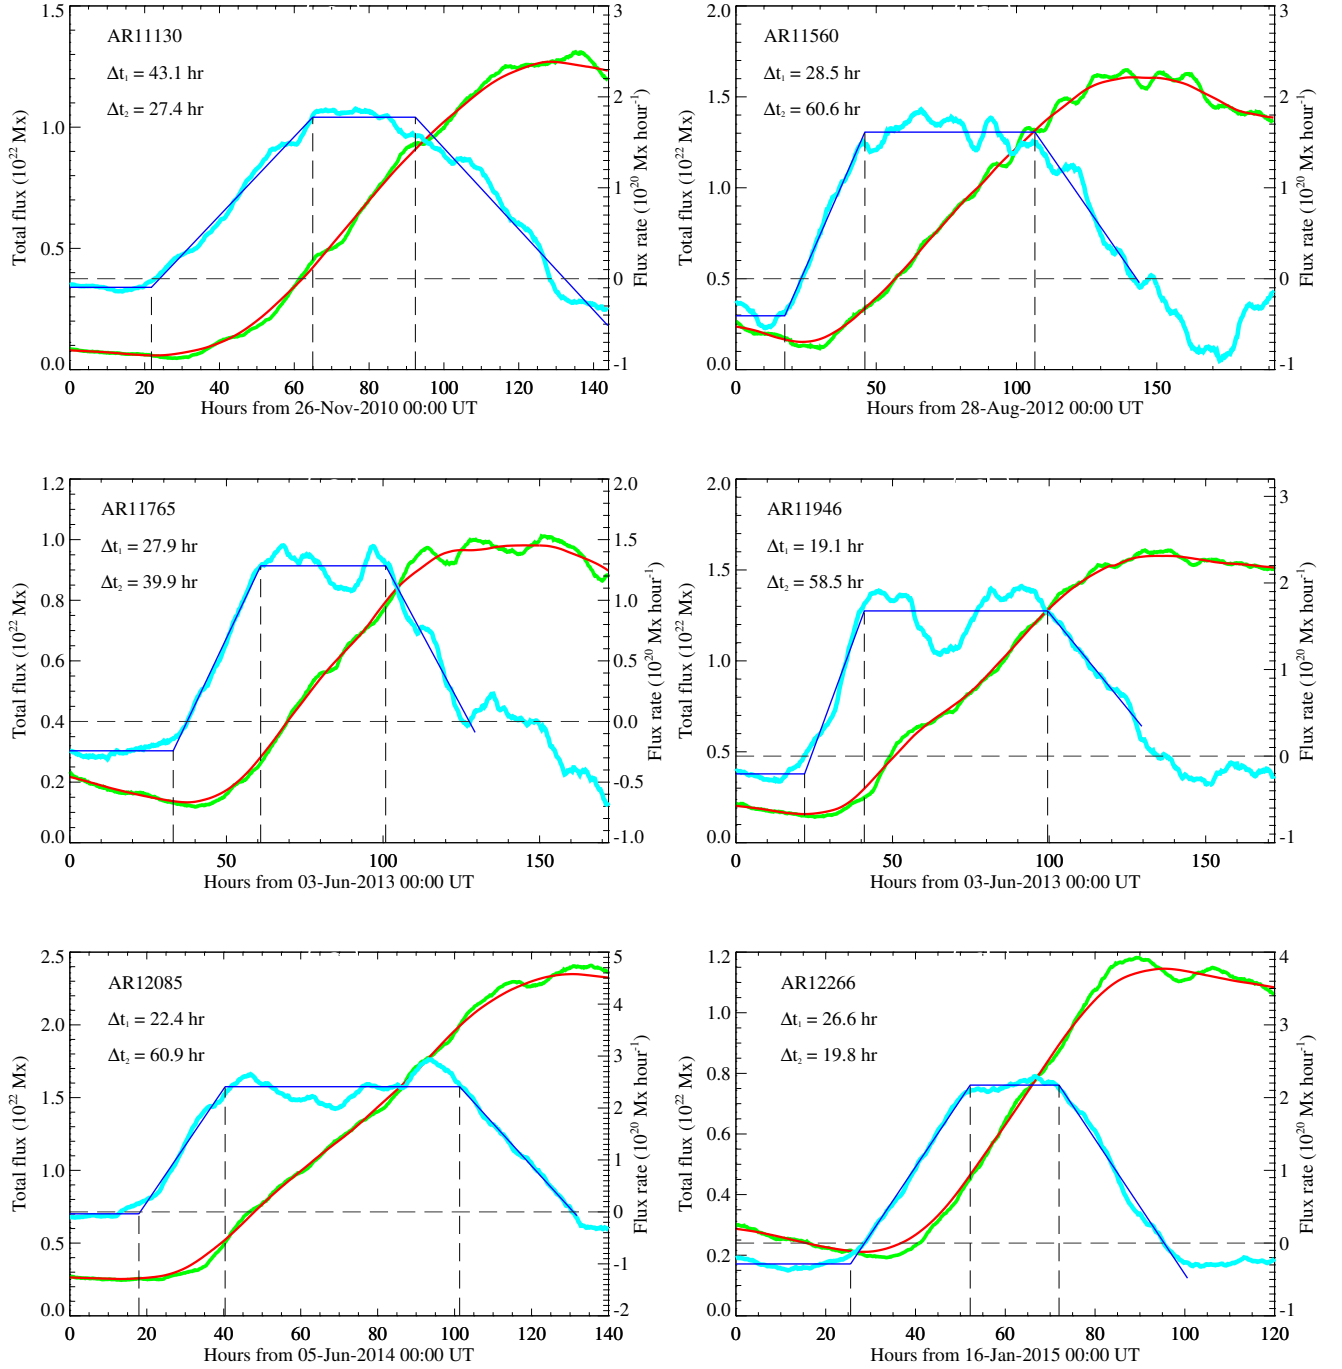 AR11130
Δt₁ = 43.1 hr
Δt₂ = 27.4 hr
Total flux (10²² Mx)
0.0 0.5 1.0 1.5
Flux rate (10²⁰ Mx hour⁻¹)
-1 0 1 2 3
0 20 40 60 80 100 120 140
Hours from 26-Nov-2010 00:00 UT
AR11560
Δt₁ = 28.5 hr
Δt₂ = 60.6 hr
Total flux (10²² Mx)
0.0 0.5 1.0 1.5 2.0
Flux rate (10²⁰ Mx hour⁻¹)
-1 0 1 2 3
0 50 100 150
Hours from 28-Aug-2012 00:00 UT
AR11765
Δt₁ = 27.9 hr
Δt₂ = 39.9 hr
Total flux (10²² Mx)
0.0 0.2 0.4 0.6 0.8 1.0 1.2
Flux rate (10²⁰ Mx hour⁻¹)
-1.0 -0.5 0.0 0.5 1.0 1.5 2.0
0 50 100 150
Hours from 03-Jun-2013 00:00 UT
AR11946
Δt₁ = 19.1 hr
Δt₂ = 58.5 hr
Total flux (10²² Mx)
0.0 0.5 1.0 1.5 2.0
Flux rate (10²⁰ Mx hour⁻¹)
-1 0 1 2 3
0 50 100 150
Hours from 03-Jun-2013 00:00 UT
AR12085
Δt₁ = 22.4 hr
Δt₂ = 60.9 hr
Total flux (10²² Mx)
0.0 0.5 1.0 1.5 2.0 2.5
Flux rate (10²⁰ Mx hour⁻¹)
-2 -1 0 1 2 3 4 5
0 20 40 60 80 100 120 140
Hours from 05-Jun-2014 00:00 UT
AR12266
Δt₁ = 26.6 hr
Δt₂ = 19.8 hr
Total flux (10²² Mx)
0.0 0.2 0.4 0.6 0.8 1.0 1.2
Flux rate (10²⁰ Mx hour⁻¹)
-1 0 1 2 3 4
0 20 40 60 80 100 120
Hours from 16-Jan-2015 00:00 UT